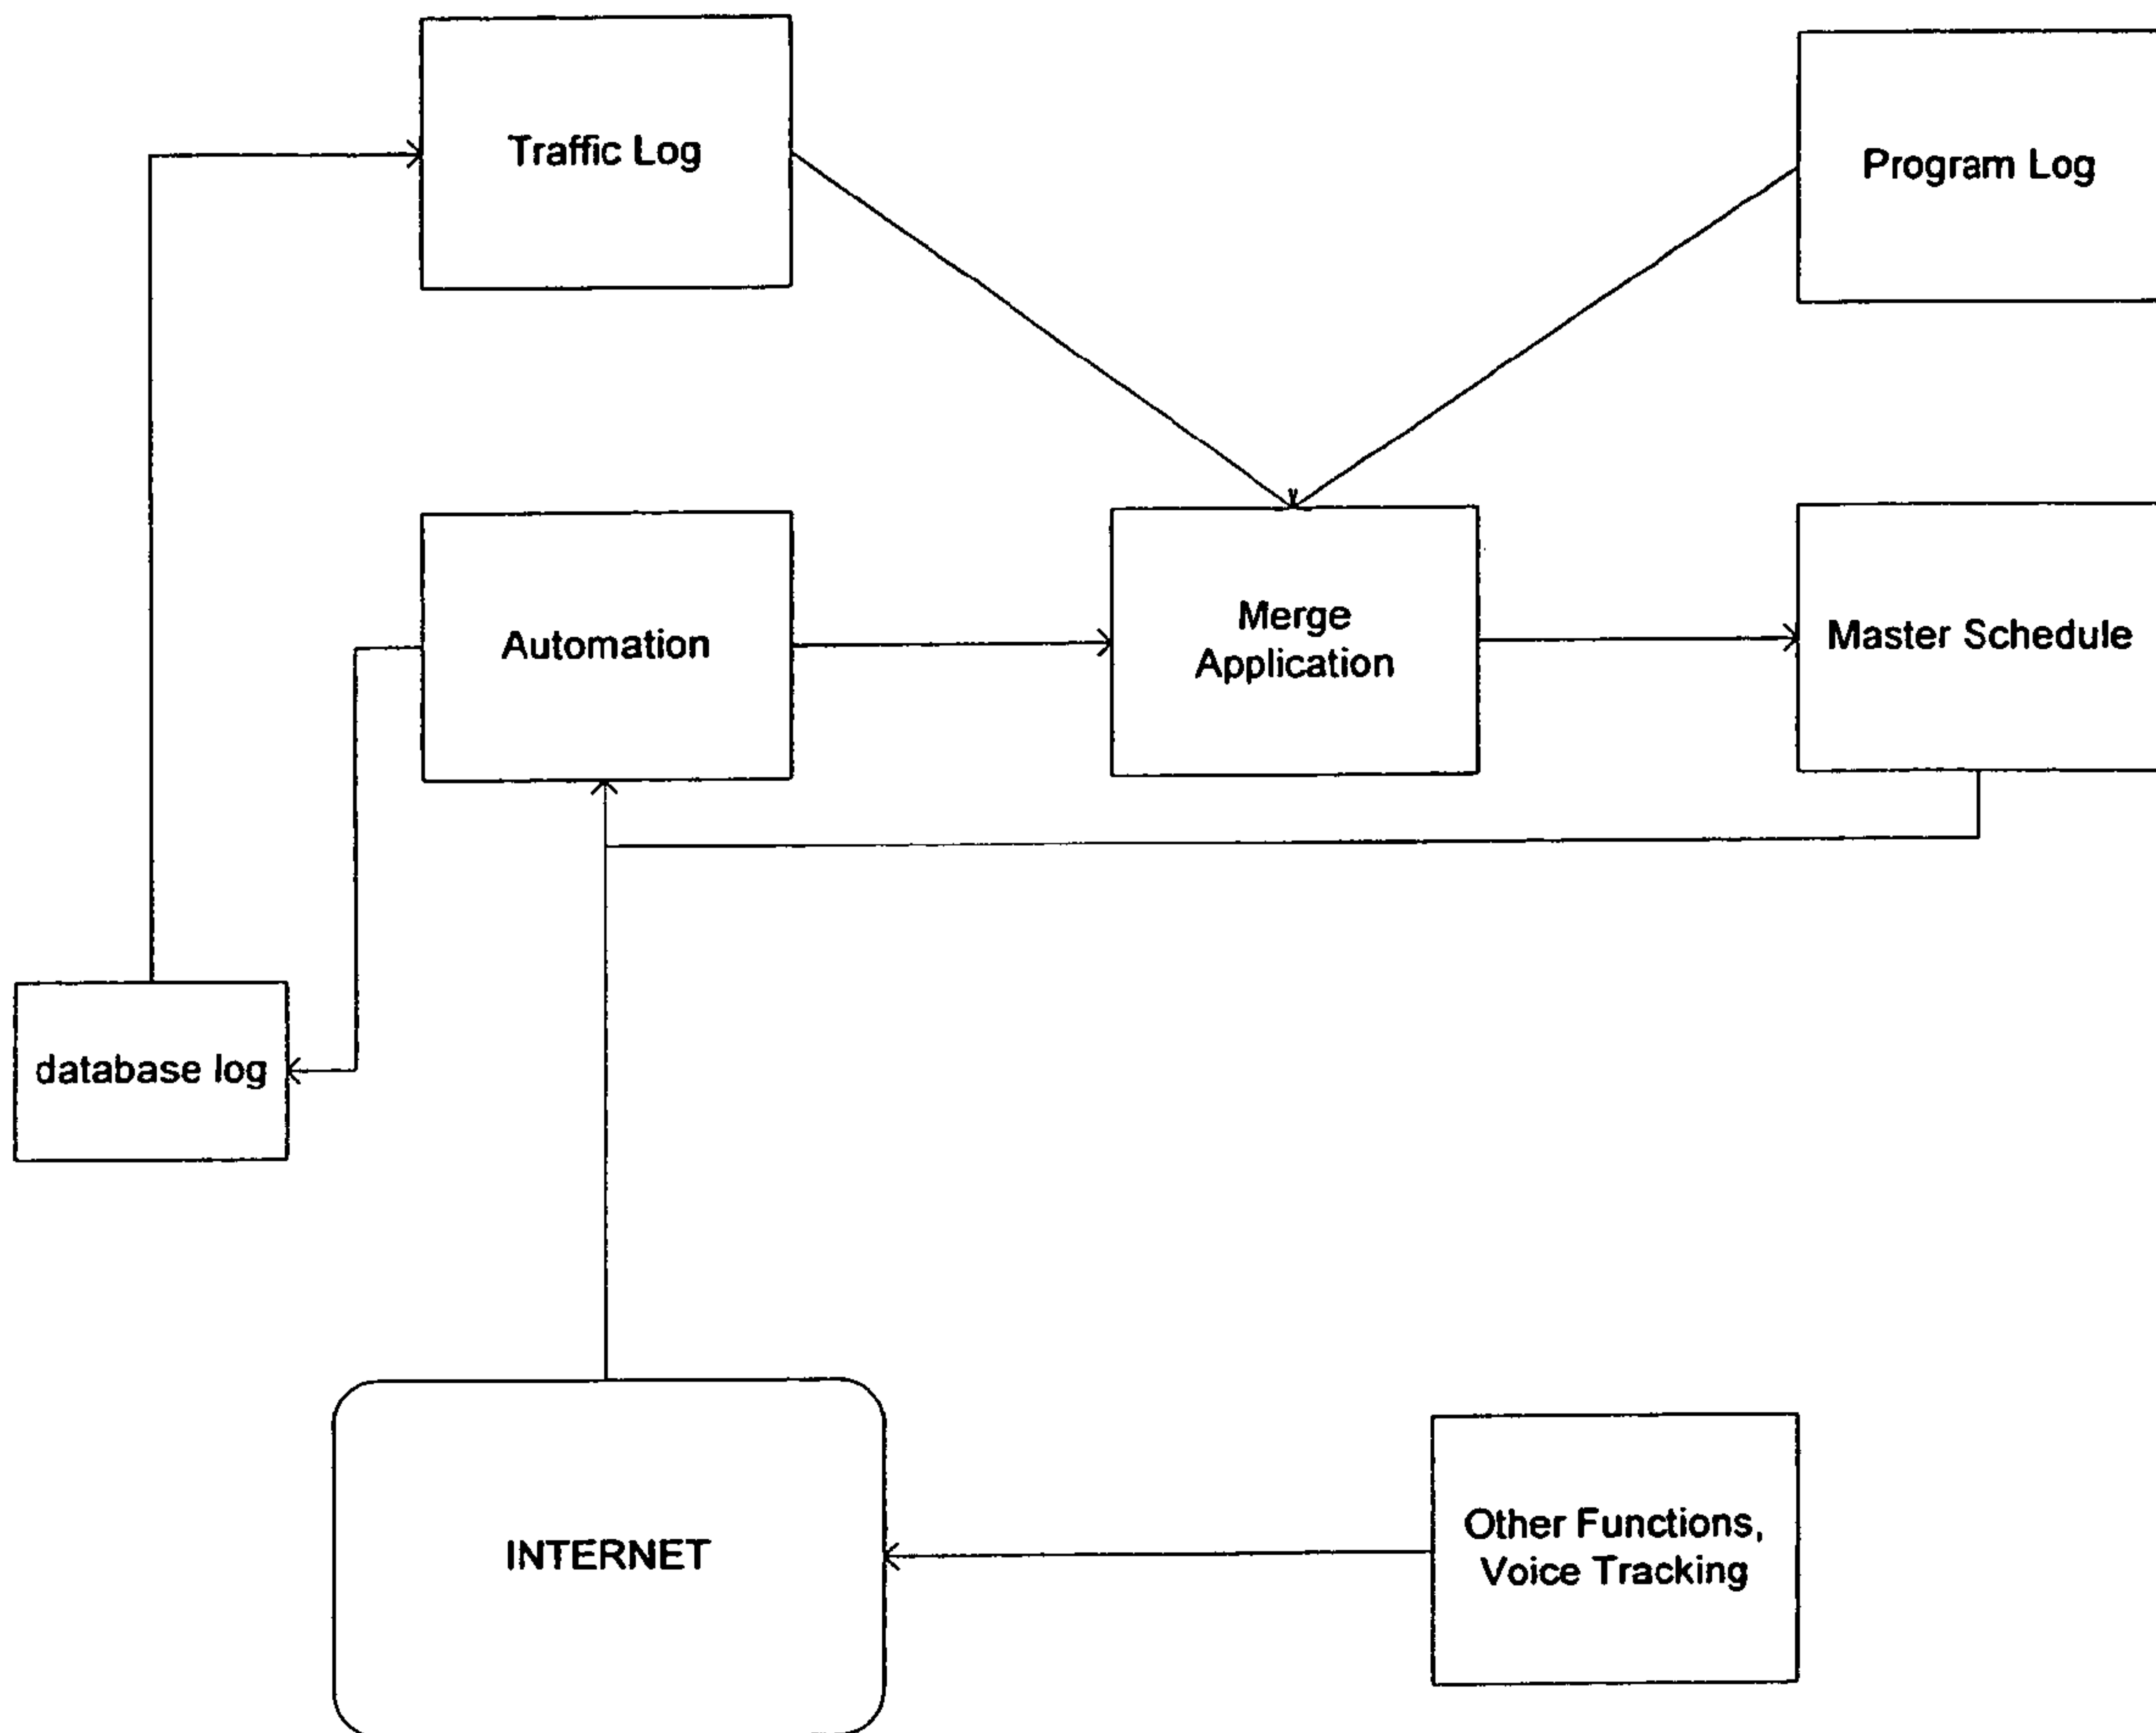 Traffic Log
Program Log
Automation
Merge
Application
Master Schedule
database log
INTERNET
Other Functions,
Voice Tracking